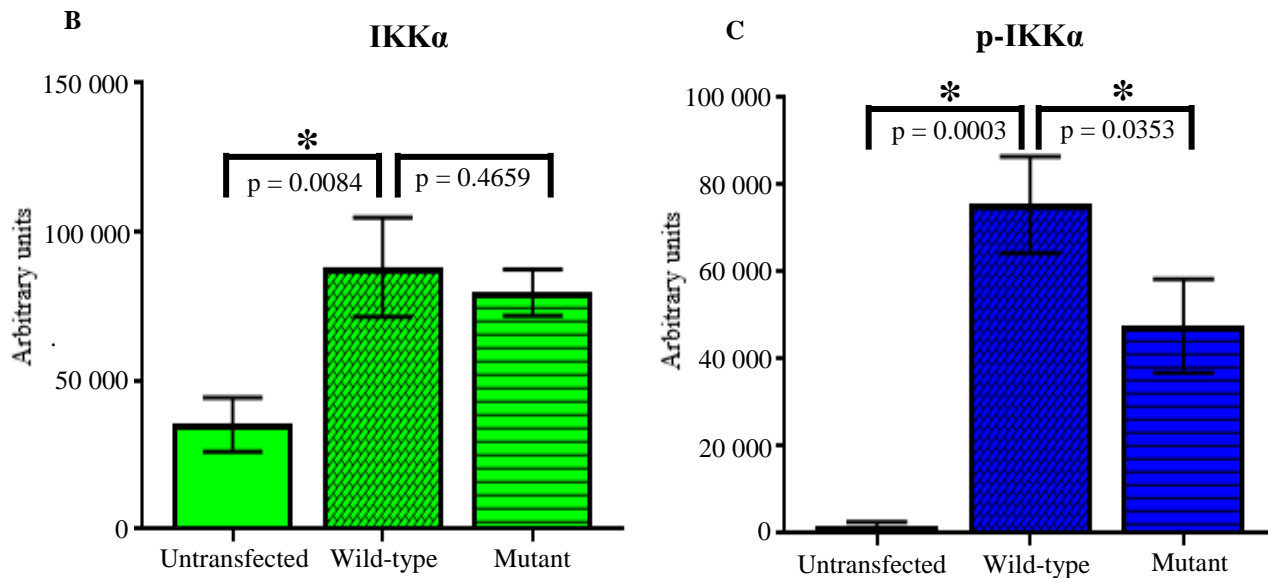 B
IKKα
150 000
100 000
50 000
0
Arbitrary units
*
p = 0.0084
p = 0.4659
Untransfected
Wild-type
Mutant
C
p-IKKα
100 000
80 000
60 000
40 000
20 000
0
Arbitrary units
*
*
p = 0.0003
p = 0.0353
Untransfected
Wild-type
Mutant